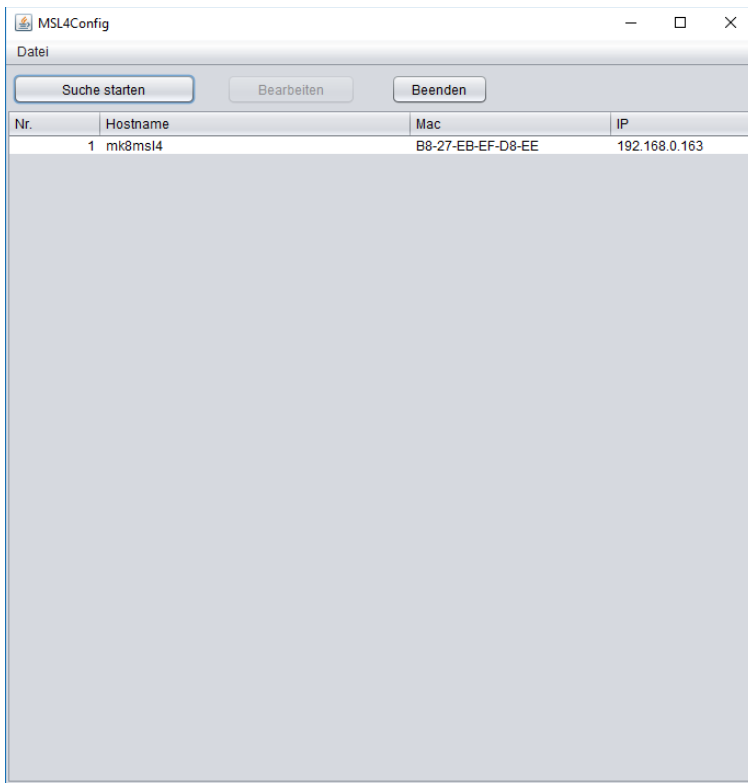 MSL4Config
Datei
Suche starten Bearbeiten Beenden
Nr. Hostname Mac IP
1 mk8msl4 B8-27-EB-EF-D8-EE 192.168.0.163